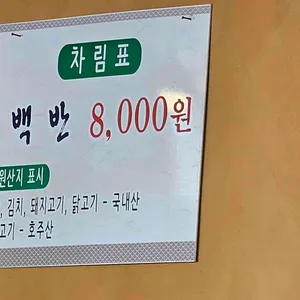 차림표
백반 8,000원
원산지 표시
, 김치, 돼지고기, 닭고기 - 국내산
고기 - 호주산